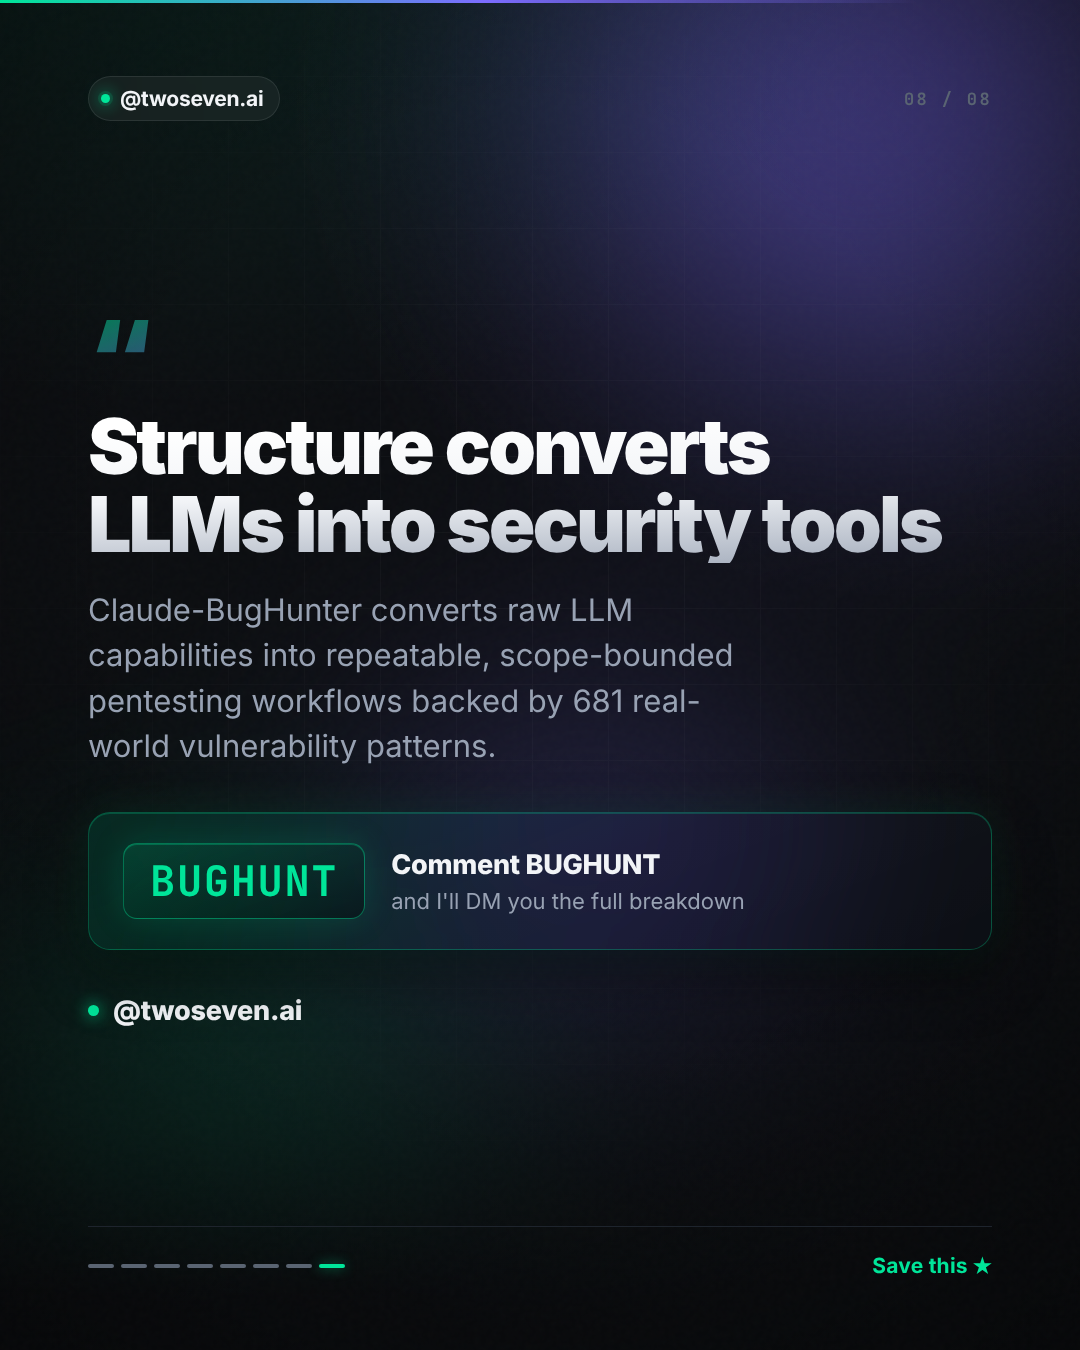 @twoseven.ai
08 / 08
"
Structure converts
LLMs into security tools
Claude-BugHunter converts raw LLM
capabilities into repeatable, scope-bounded
pentesting workflows backed by 681 real-
world vulnerability patterns.
BUGHUNT
Comment BUGHUNT
and I'll DM you the full breakdown
@twoseven.ai
Save this ★